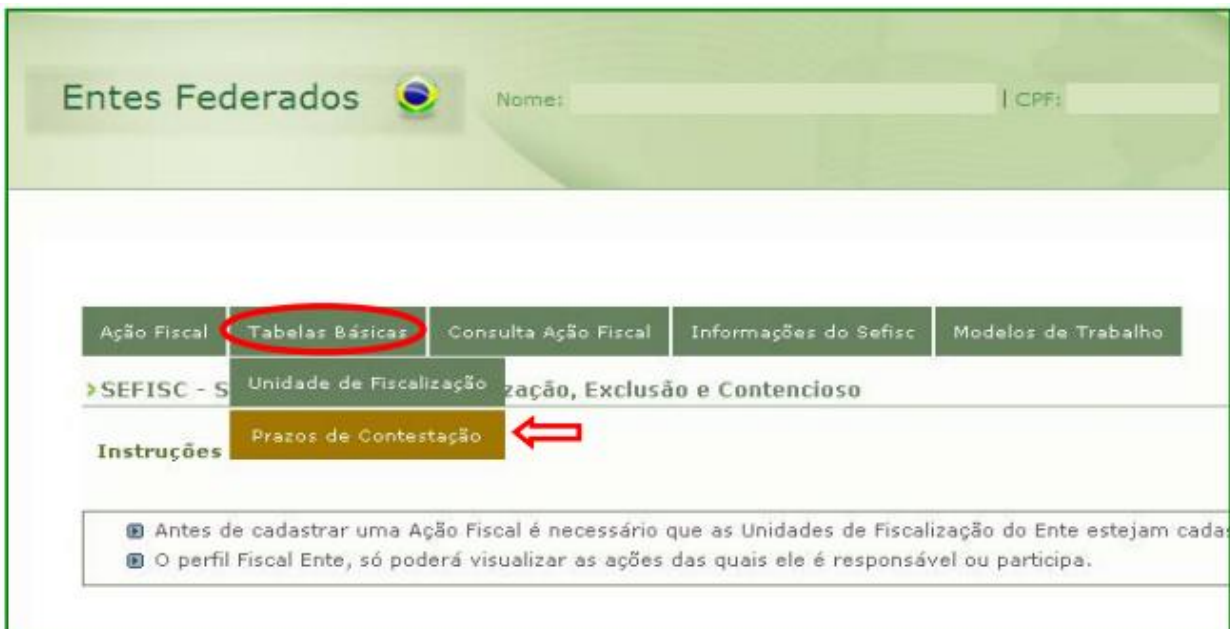 Entes Federados Nome: | CPF:
Ação Fiscal Tabelas Básicas Consulta Ação Fiscal Informações do Sefisc Modelos de Trabalho
SEFISC - S Unidade de Fiscalização zação, Exclusão e Contencioso
Instruções Prazos de Contestação
Antes de cadastrar uma Ação Fiscal é necessário que as Unidades de Fiscalização do Ente estejam cadas
O perfil Fiscal Ente, só poderá visualizar as ações das quais ele é responsável ou participa.